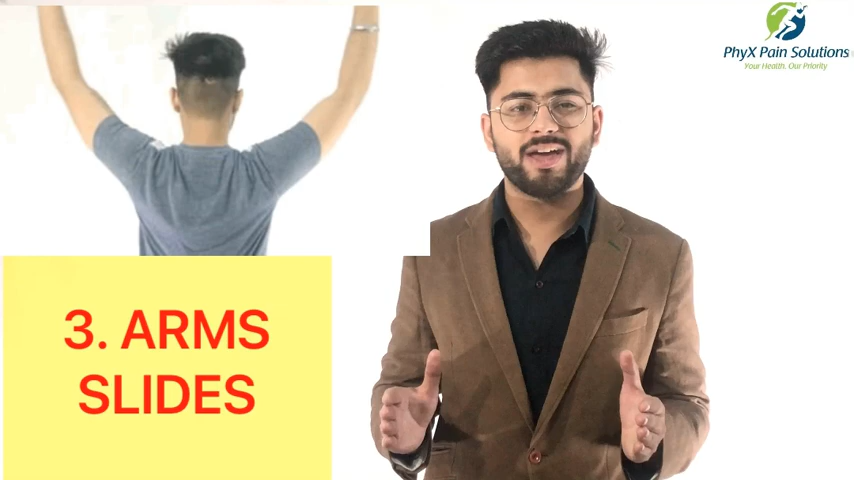 PhyX Pain Solutions
Your Health, Our Priority
3. ARMS
SLIDES